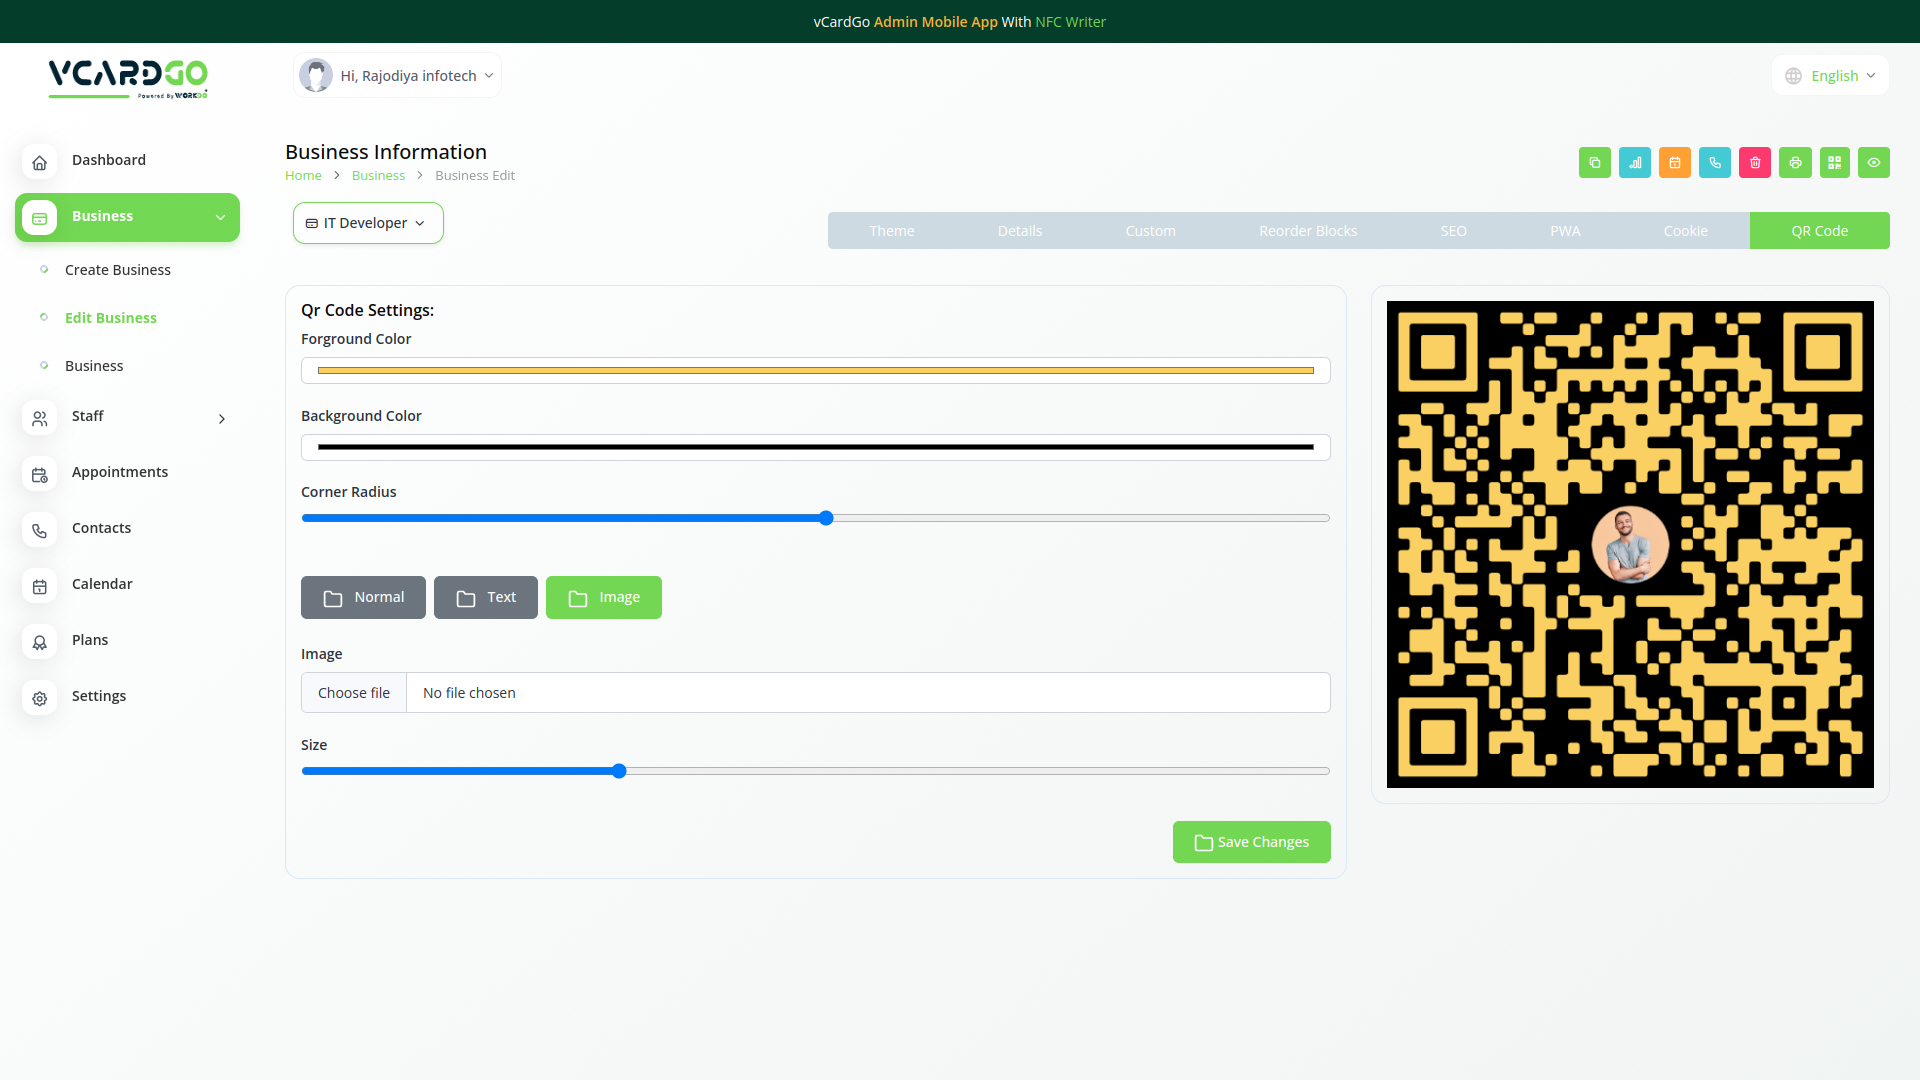 vCardGo Admin Mobile App With NFC Writer
VCARDGO
Powered By WORKDO
Hi, Rajodiya infotech
English
Dashboard
Business
Create Business
Edit Business
Business
Staff
Appointments
Contacts
Calendar
Plans
Settings
Business Information
Home > Business > Business Edit
IT Developer
Theme Details Custom Reorder Blocks SEO PWA Cookie QR Code
Qr Code Settings:
Forground Color
Background Color
Corner Radius
Normal Text Image
Image
Choose file No file chosen
Size
Save Changes